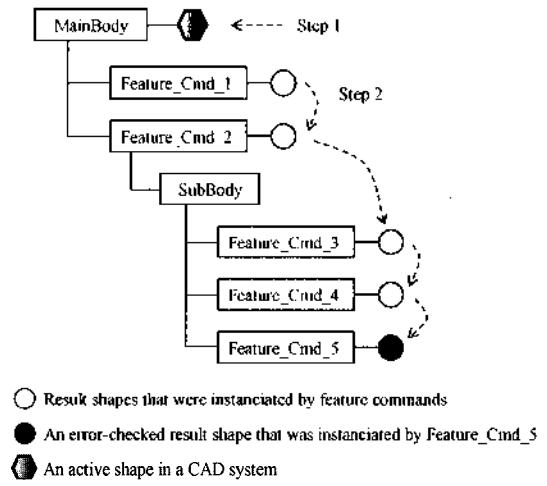 MainBody
Step 1
Feature_Cmd_1
Step 2
Feature_Cmd_2
SubBody
Feature_Cmd_3
Feature_Cmd_4
Feature_Cmd_5
Result shapes that were instanciated by feature commands
An error-checked result shape that was instanciated by Feature_Cmd_5
An active shape in a CAD system